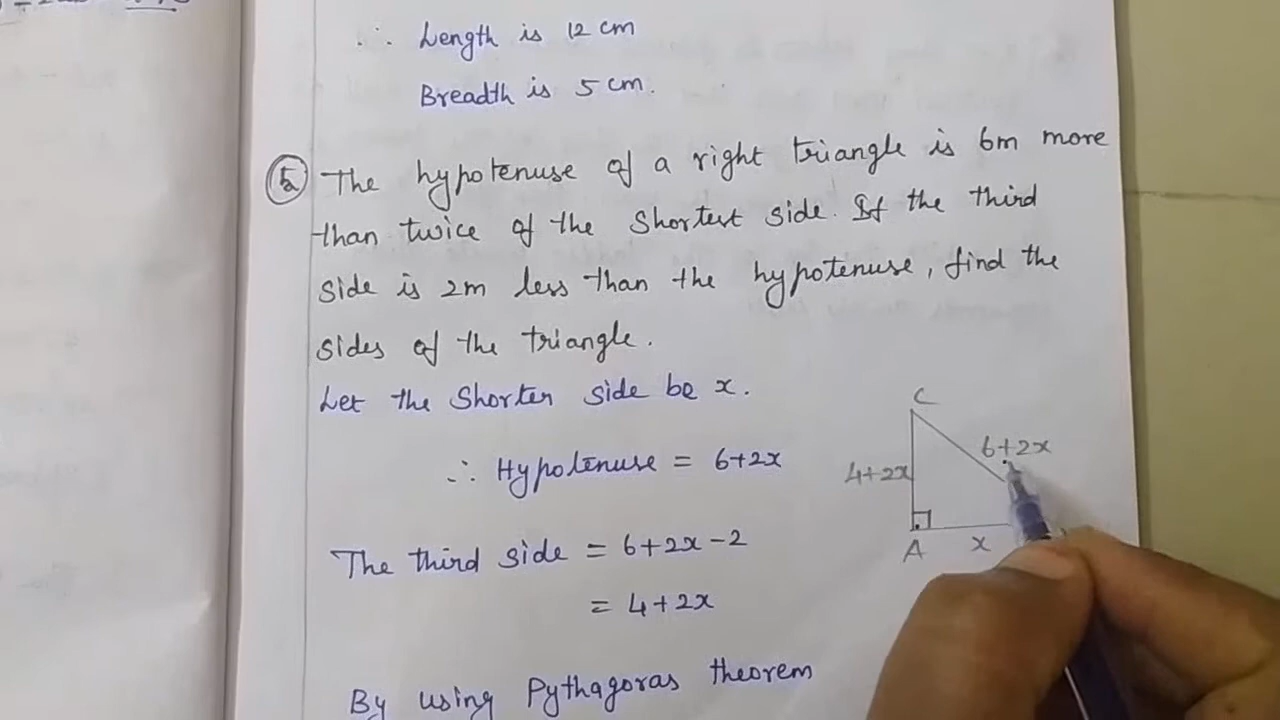 ∴ Length is 12 cm
Breadth is 5 cm.
5 The hypotenuse of a right triangle is 6m more
than twice of the shortest side. If the third
side is 2m less than the hypotenuse, find the
sides of the triangle.
Let the Shorter side be x.
∴ Hypotenuse = 6+2x
The third side = 6+2x-2
= 4+2x
By using Pythagoras theorem
C
6+2x
4+2x
A
x